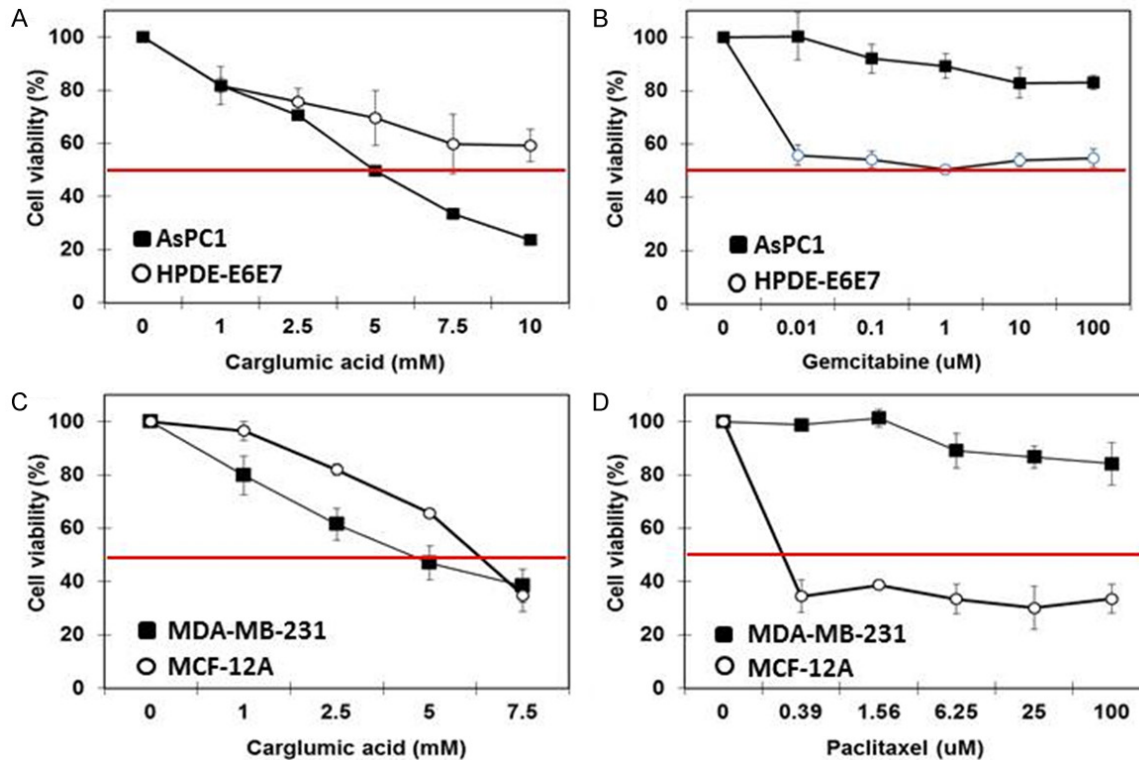 A
Cell viability (%)
100
80
60
40
20
0
AsPC1
HPDE-E6E7
0 1 2.5 5 7.5 10
Carglumic acid (mM)
B
Cell viability (%)
100
80
60
40
20
0
AsPC1
HPDE-E6E7
0 0.01 0.1 1 10 100
Gemcitabine (uM)
C
Cell viability (%)
100
80
60
40
20
0
MDA-MB-231
MCF-12A
0 1 2.5 5 7.5
Carglumic acid (mM)
D
Cell viability (%)
100
80
60
40
20
0
MDA-MB-231
MCF-12A
0 0.39 1.56 6.25 25 100
Paclitaxel (uM)